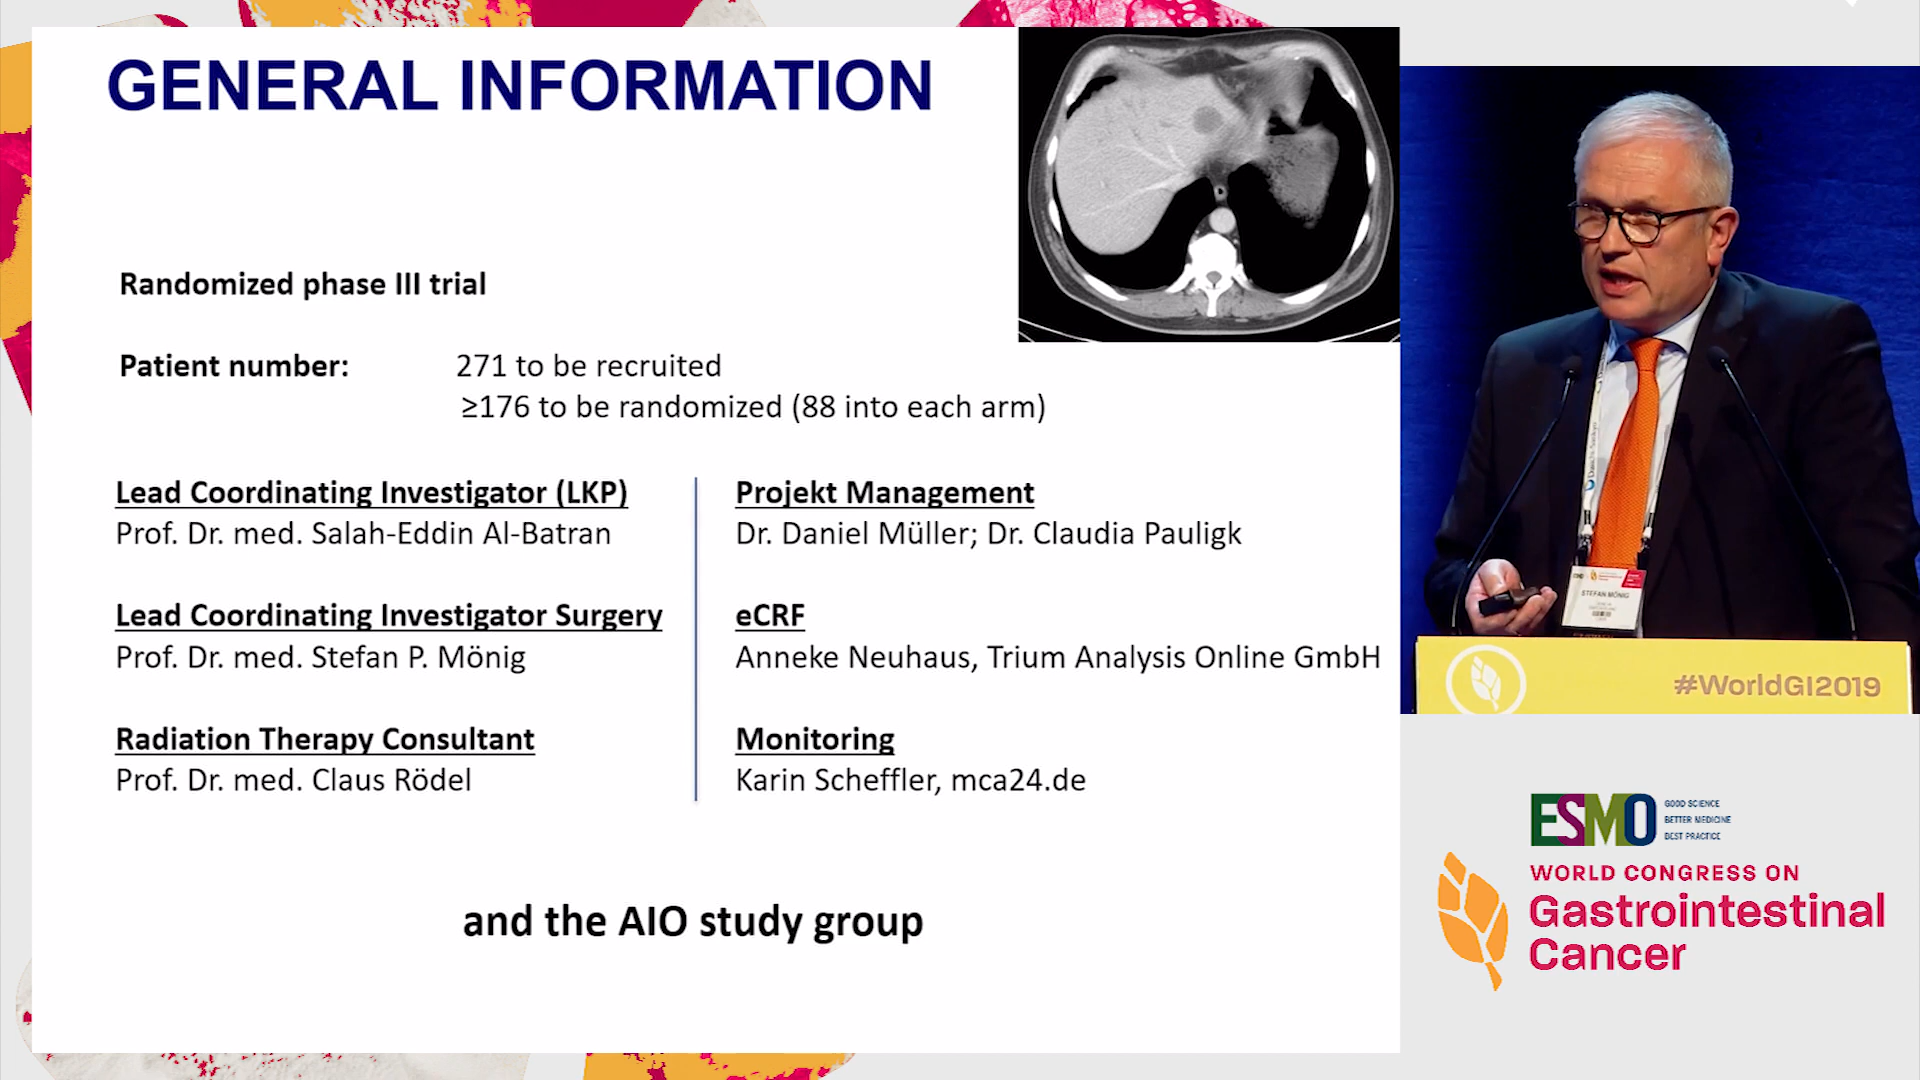 GENERAL INFORMATION
Randomized phase III trial
Patient number: 271 to be recruited
≥176 to be randomized (88 into each arm)
Lead Coordinating Investigator (LKP)
Prof. Dr. med. Salah-Eddin Al-Batran
Lead Coordinating Investigator Surgery
Prof. Dr. med. Stefan P. Mönig
Radiation Therapy Consultant
Prof. Dr. med. Claus Rödel
Projekt Management
Dr. Daniel Müller; Dr. Claudia Pauligk
eCRF
Anneke Neuhaus, Trium Analysis Online GmbH
Monitoring
Karin Scheffler, mca24.de
and the AIO study group
STEFAN MÖNIG
#WorldGI2019
ESMO
GOOD SCIENCE
BETTER MEDICINE
BEST PRACTICE
WORLD CONGRESS ON
Gastrointestinal
Cancer